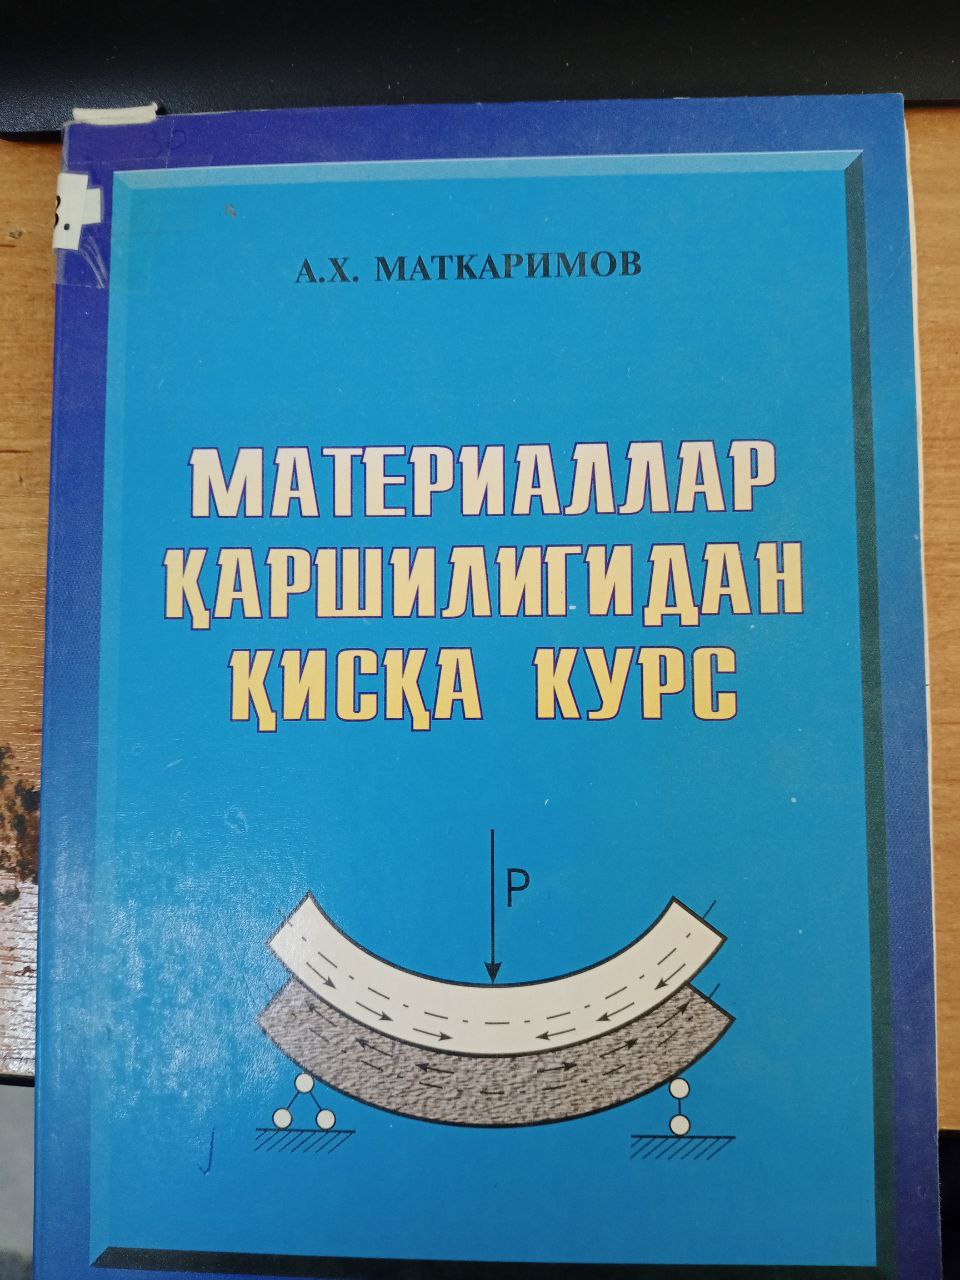 А.Х. МАТКАРИМОВ
МАТЕРИАЛЛАР
ҚАРШИЛИГИДАН
ҚИСҚА КУРС
P